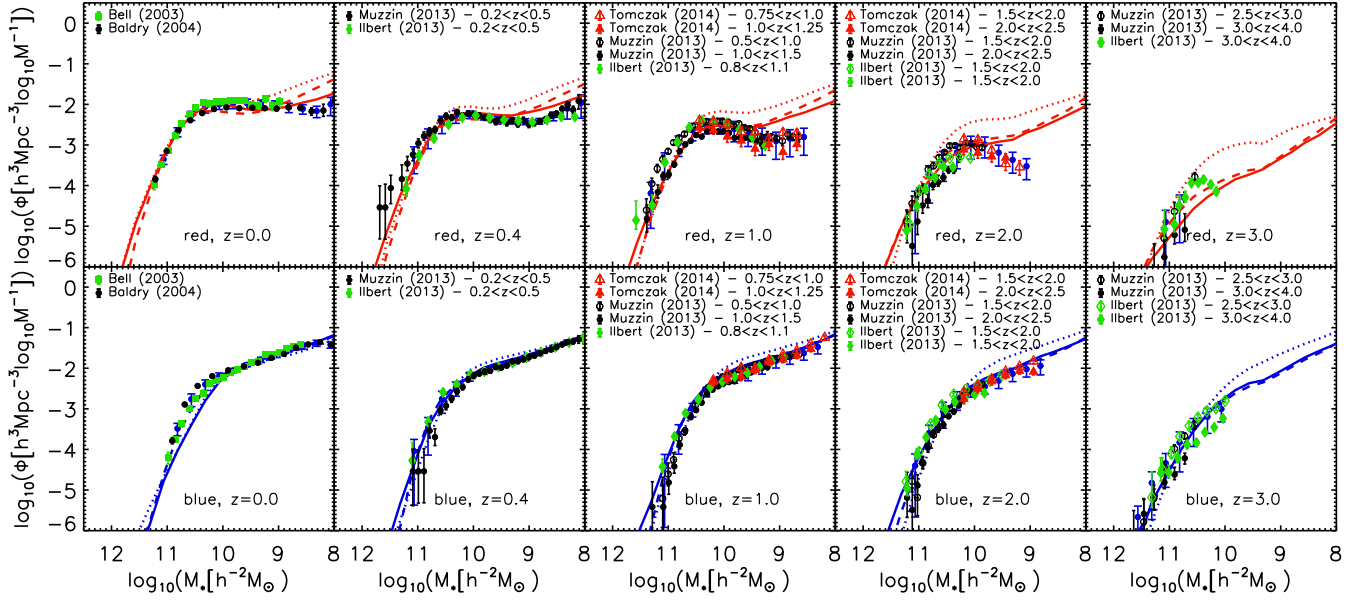 log₁₀(Φ[h³Mpc⁻³log₁₀M⁻¹])
0
−1
−2
−3
−4
−5
−6
Bell (2003)
Baldry (2004)
red, z=0.0
Muzzin (2013) − 0.2<z<0.5
Ilbert (2013) − 0.2<z<0.5
red, z=0.4
Tomczak (2014) − 0.75<z<1.0
Tomczak (2014) − 1.0<z<1.25
Muzzin (2013) − 0.5<z<1.0
Muzzin (2013) − 1.0<z<1.5
Ilbert (2013) − 0.8<z<1.1
red, z=1.0
Tomczak (2014) − 1.5<z<2.0
Tomczak (2014) − 2.0<z<2.5
Muzzin (2013) − 1.5<z<2.0
Muzzin (2013) − 2.0<z<2.5
Ilbert (2013) − 1.5<z<2.0
Ilbert (2013) − 1.5<z<2.0
red, z=2.0
Muzzin (2013) − 2.5<z<3.0
Muzzin (2013) − 3.0<z<4.0
Ilbert (2013) − 3.0<z<4.0
red, z=3.0
log₁₀(Φ[h³Mpc⁻³log₁₀M⁻¹])
0
−1
−2
−3
−4
−5
−6
Bell (2003)
Baldry (2004)
blue, z=0.0
Muzzin (2013) − 0.2<z<0.5
Ilbert (2013) − 0.2<z<0.5
blue, z=0.4
Tomczak (2014) − 0.75<z<1.0
Tomczak (2014) − 1.0<z<1.25
Muzzin (2013) − 0.5<z<1.0
Muzzin (2013) − 1.0<z<1.5
Ilbert (2013) − 0.8<z<1.1
blue, z=1.0
Tomczak (2014) − 1.5<z<2.0
Tomczak (2014) − 2.0<z<2.5
Muzzin (2013) − 1.5<z<2.0
Muzzin (2013) − 2.0<z<2.5
Ilbert (2013) − 1.5<z<2.0
Ilbert (2013) − 1.5<z<2.0
blue, z=2.0
Muzzin (2013) − 2.5<z<3.0
Muzzin (2013) − 3.0<z<4.0
Ilbert (2013) − 2.5<z<3.0
Ilbert (2013) − 3.0<z<4.0
blue, z=3.0
12 11 10 9 8 12 11 10 9 8 12 11 10 9 8 12 11 10 9 8 12 11 10 9 8
log₁₀(M*[h⁻²M⊙)
log₁₀(M*[h⁻²M⊙)
log₁₀(M*[h⁻²M⊙)
log₁₀(M*[h⁻²M⊙)
log₁₀(M*[h⁻²M⊙)